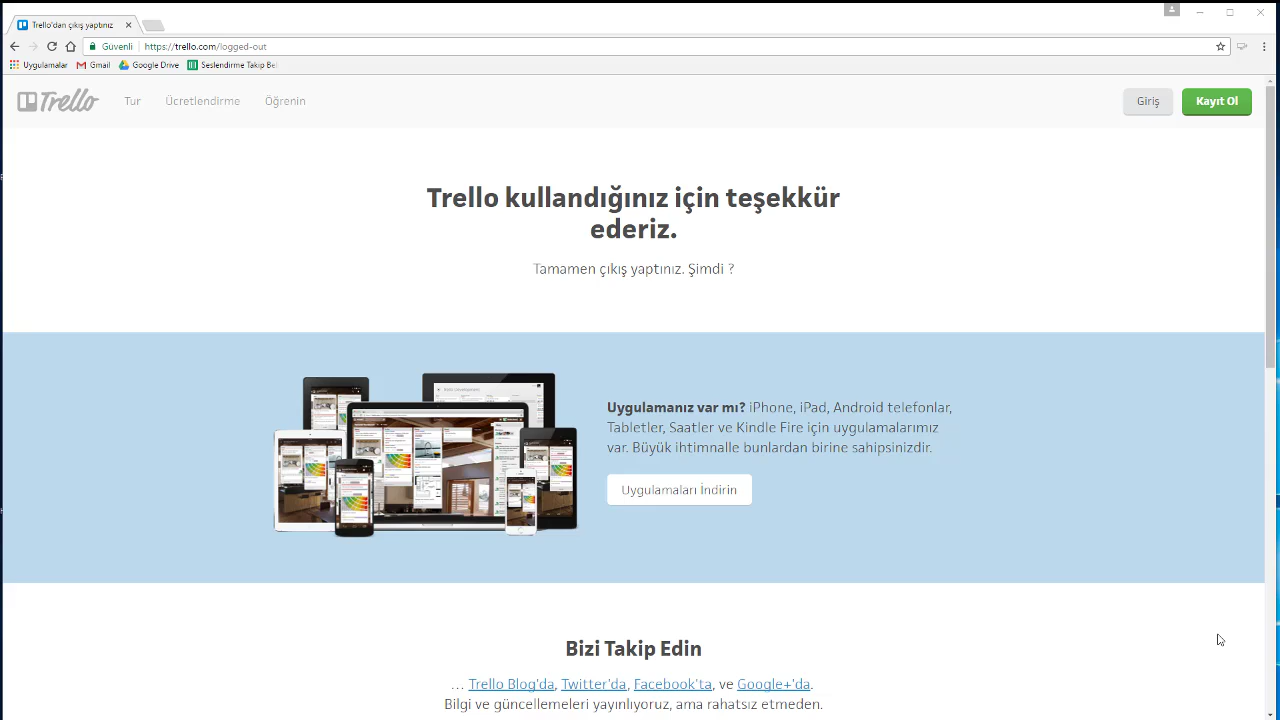 Trello'dan çıkış yaptınız
Güvenli
https://trello.com/logged-out
Uygulamalar
Gmail
Google Drive
Seslendirme Takip Bel
Trello
Tur
Ücretlendirme
Öğrenin
Giriş
Kayıt Ol
Trello kullandığınız için teşekkür
ederiz.
Tamamen çıkış yaptınız. Şimdi ?
Uygulamanız var mı? iPhone, iPad, Android telefonlar,
Tabletler, Saatler ve Kindle Fire için uygulamalarımız
var. Büyük ihtimnalle bunlardan birine sahipsinizdir.
Uygulamaları İndirin
Bizi Takip Edin
… Trello Blog'da, Twitter'da, Facebook'ta, ve Google+'da.
Bilgi ve güncellemeleri yayınlıyoruz, ama rahatsız etmeden.